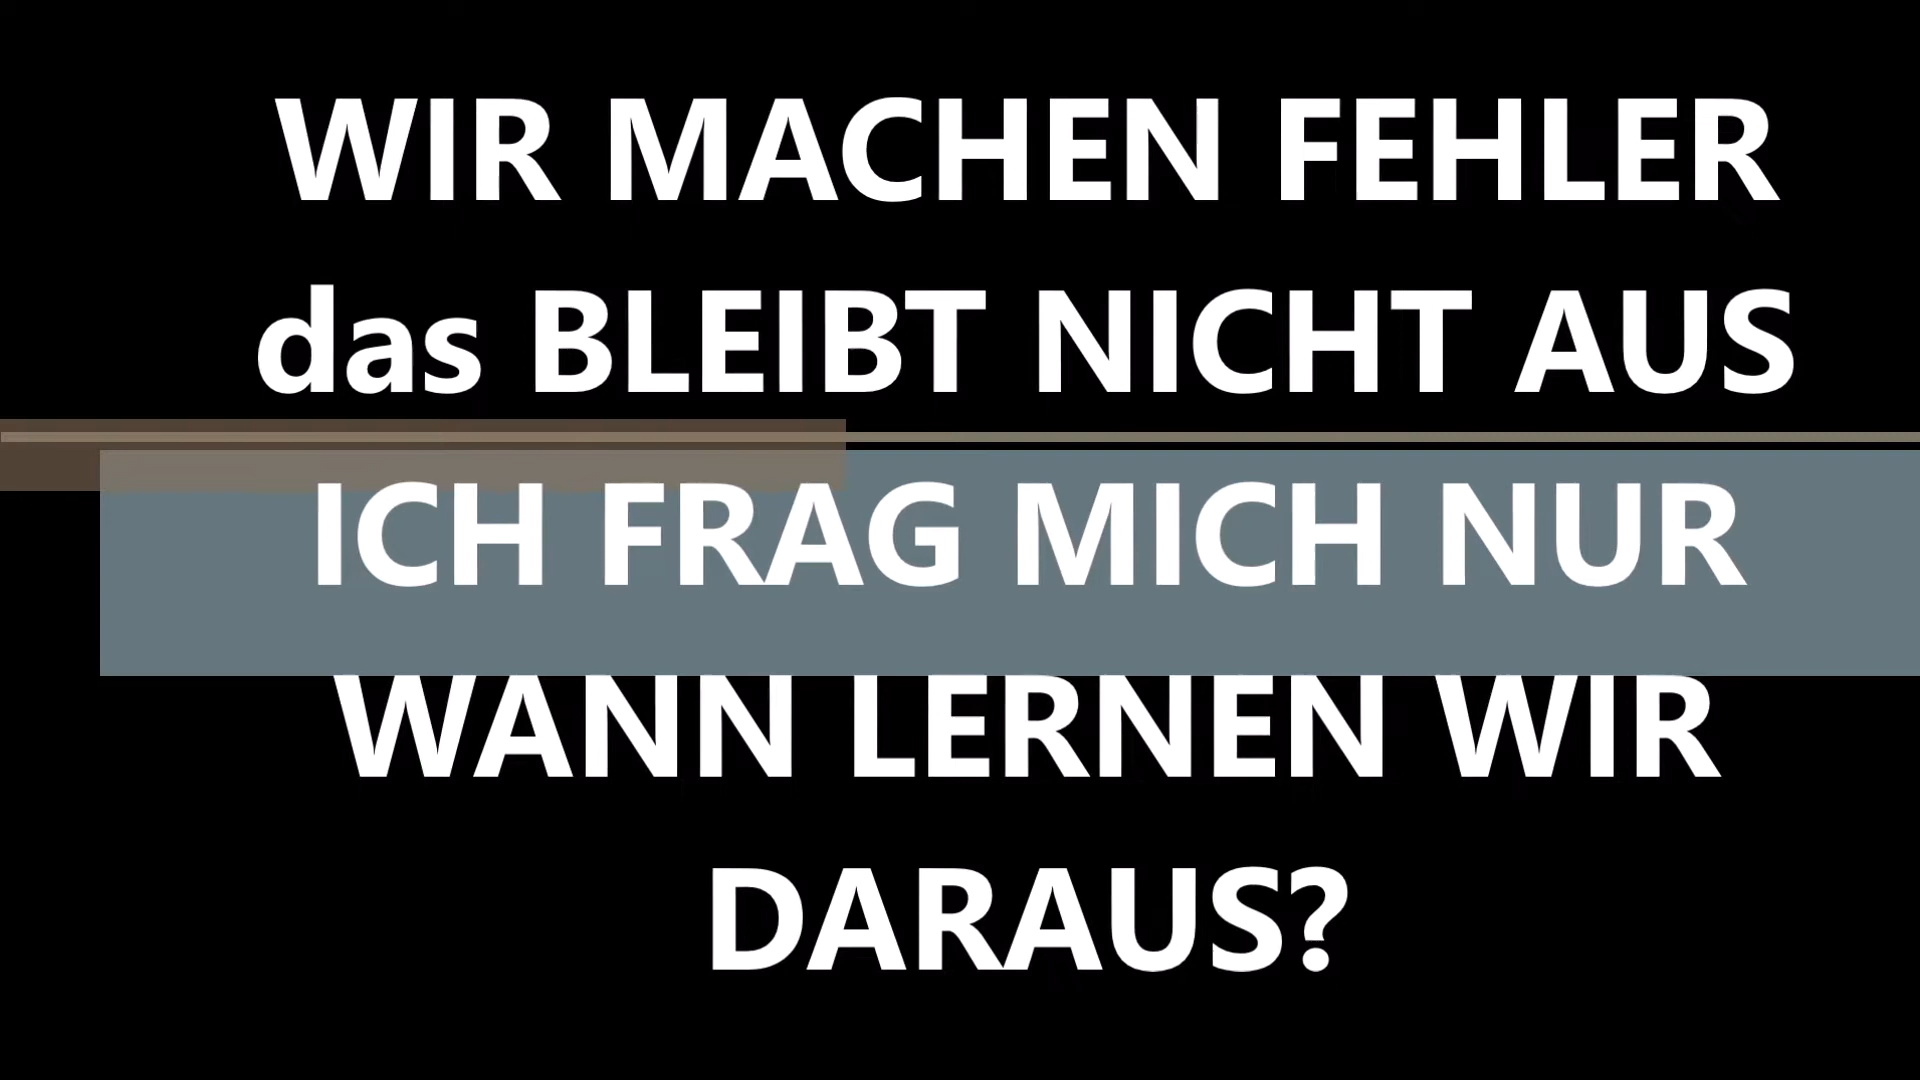 WIR MACHEN FEHLER
das BLEIBT NICHT AUS
ICH FRAG MICH NUR
WANN LERNEN WIR
DARAUS?